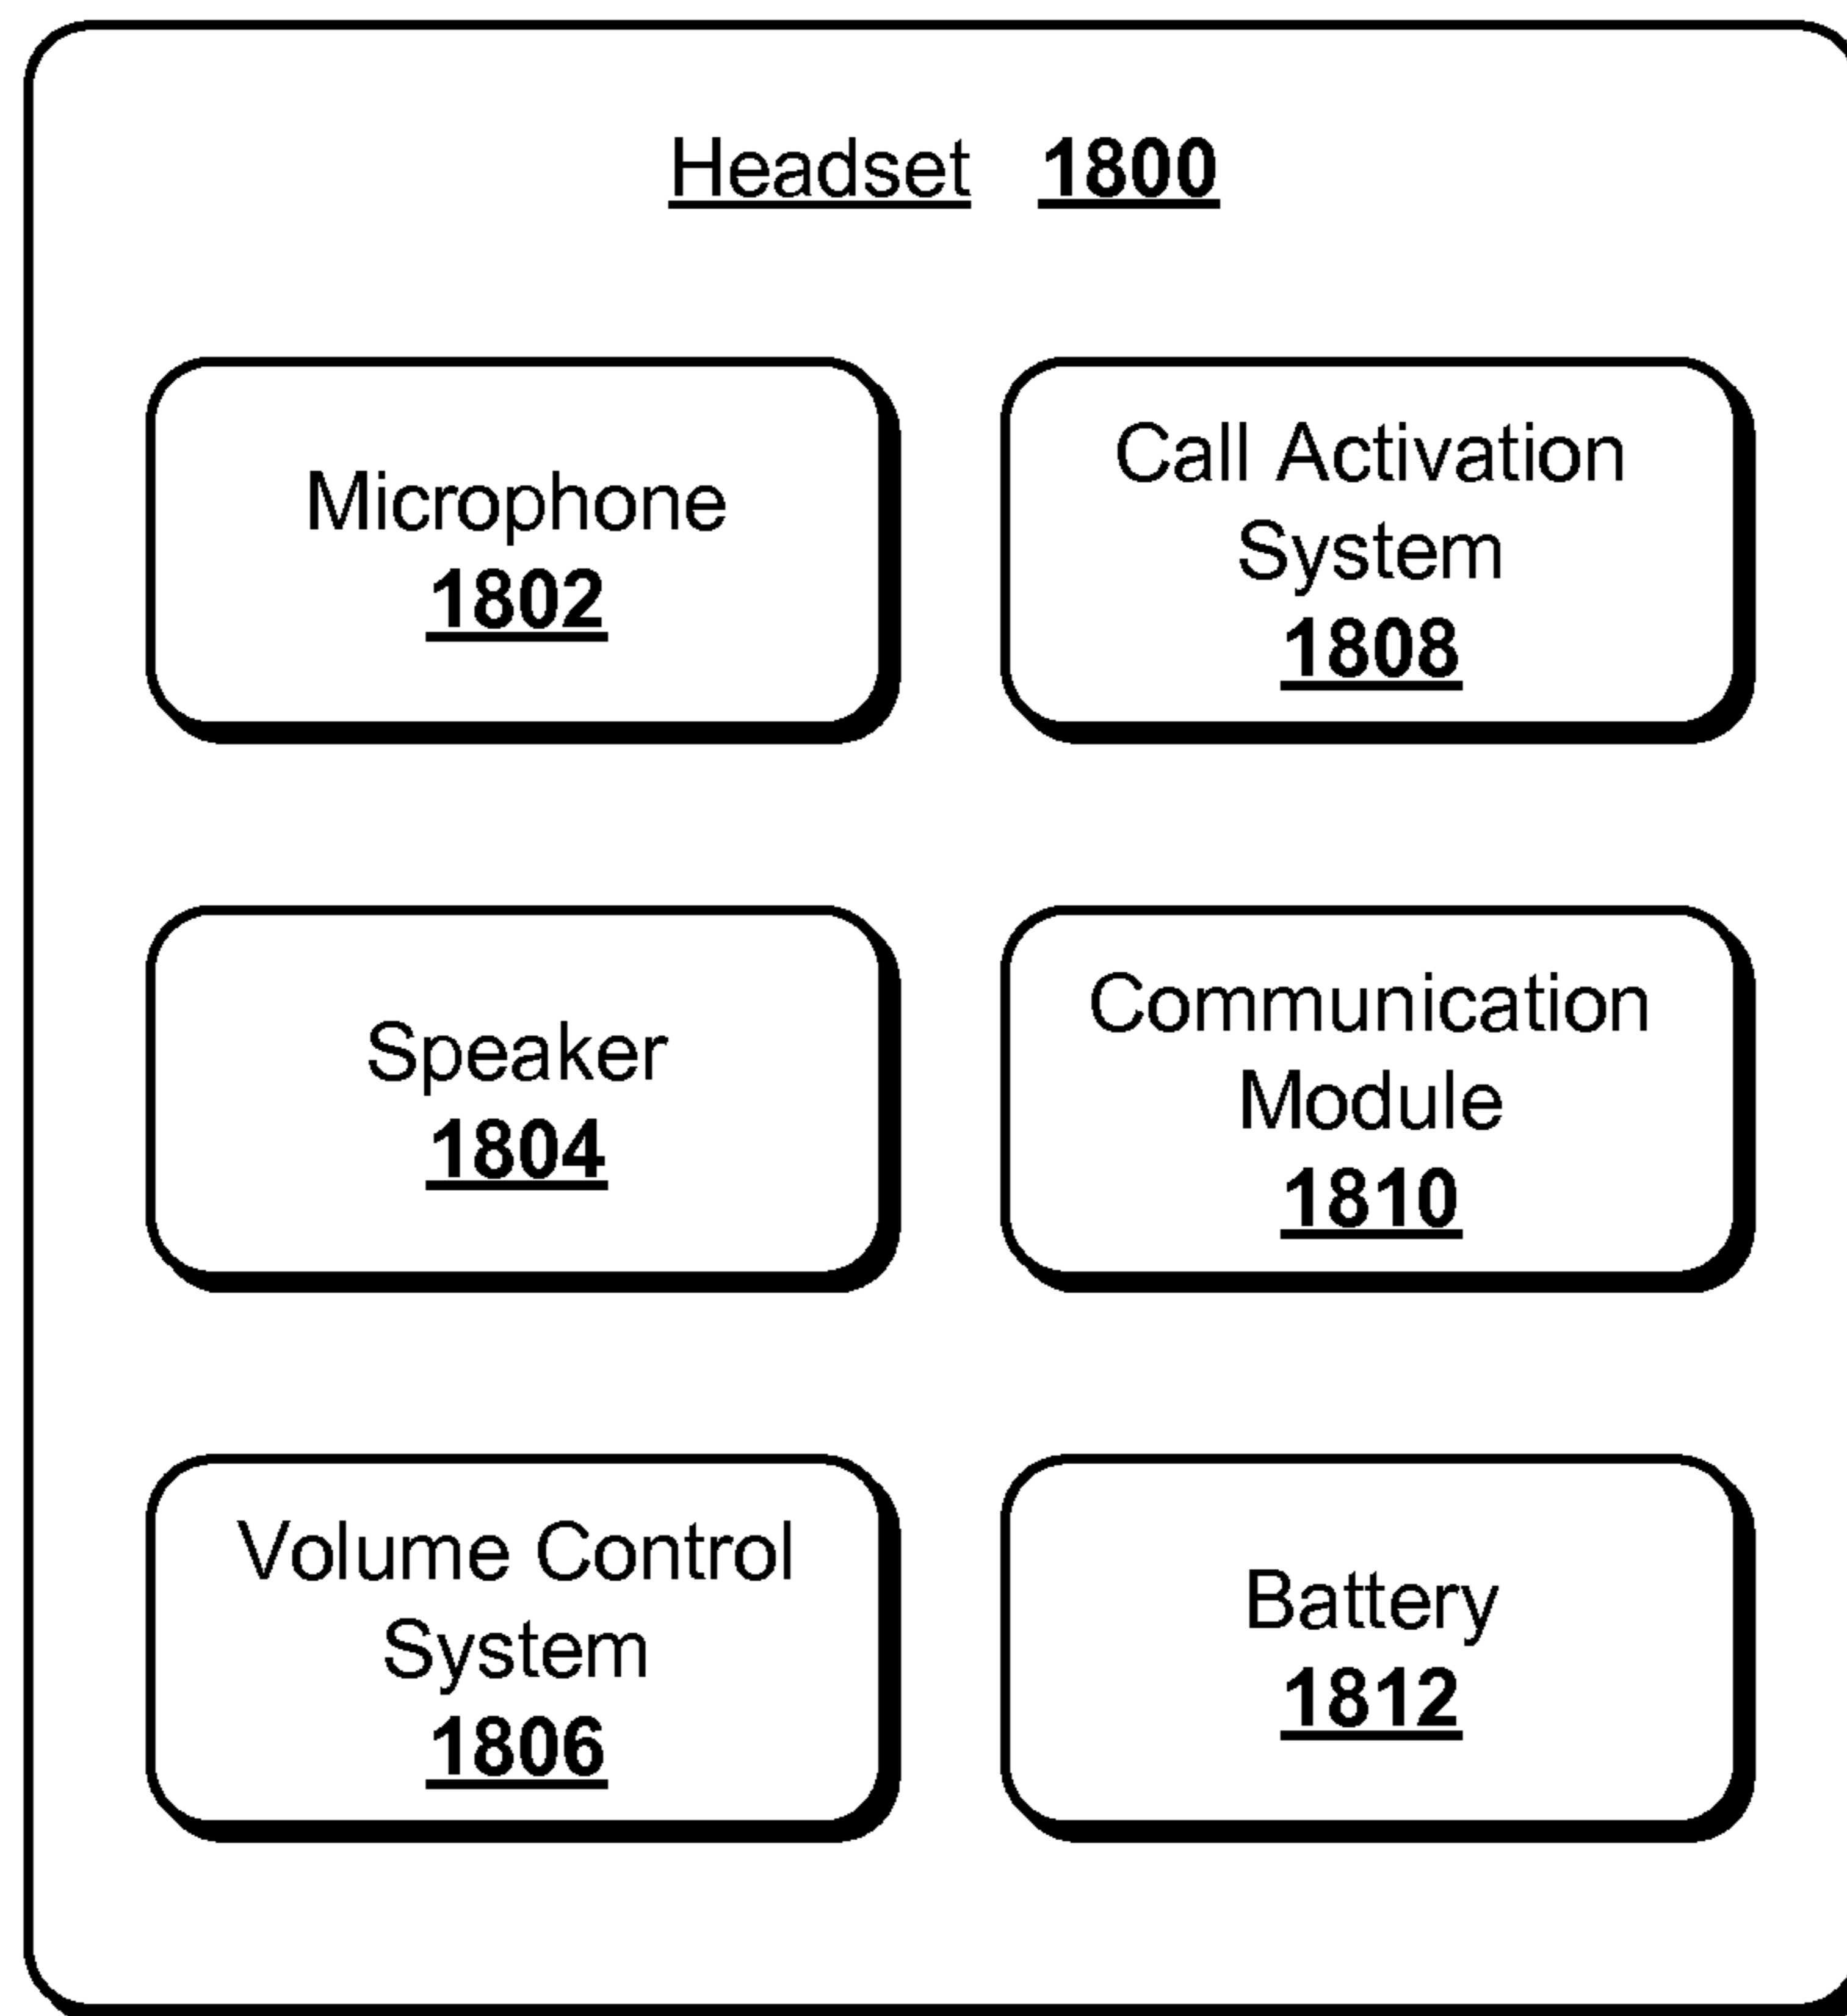 Headset 1800
Microphone
1802
Call Activation
System
1808
Speaker
1804
Communication
Module
1810
Volume Control
System
1806
Battery
1812